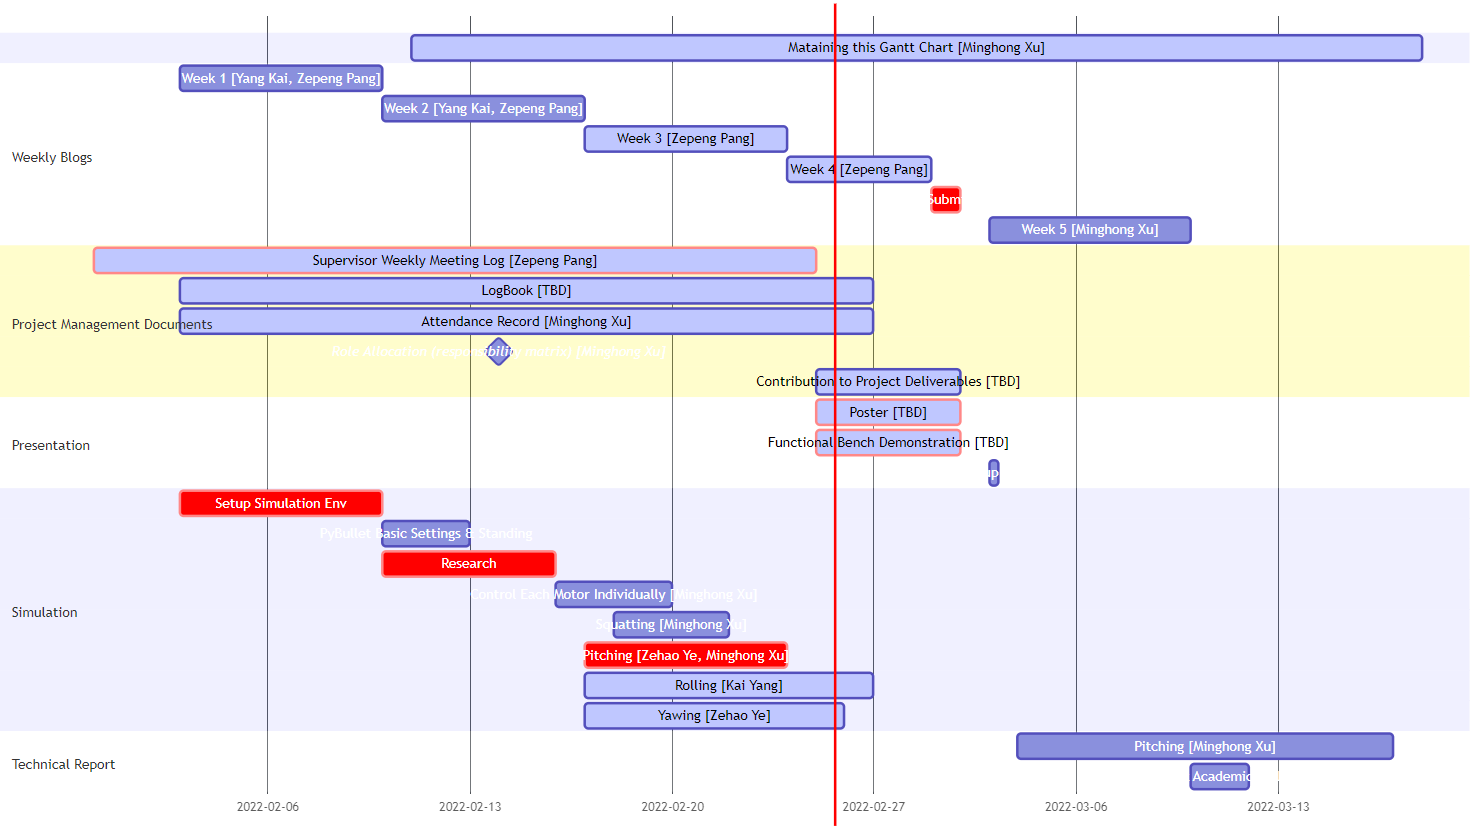 Mataining this Gantt Chart [Minghong Xu]
Week 1 [Yang Kai, Zepeng Pang]
Week 2 [Yang Kai, Zepeng Pang]
Week 3 [Zepeng Pang]
Weekly Blogs
Week 4 [Zepeng Pang]
Subm
Week 5 [Minghong Xu]
Supervisor Weekly Meeting Log [Zepeng Pang]
LogBook [TBD]
Project Management Documents
Attendance Record [Minghong Xu]
Role Allocation (responsibility matrix) [Minghong Xu]
Contribution to Project Deliverables [TBD]
Poster [TBD]
Presentation
Functional Bench Demonstration [TBD]
up
Setup Simulation Env
PyBullet Basic Settings & Standing
Research
Control Each Motor Individually [Minghong Xu]
Simulation
Squatting [Minghong Xu]
Pitching [Zehao Ye, Minghong Xu]
Rolling [Kai Yang]
Yawing [Zehao Ye]
Pitching [Minghong Xu]
Technical Report
Academic
2022-02-06
2022-02-13
2022-02-20
2022-02-27
2022-03-06
2022-03-13